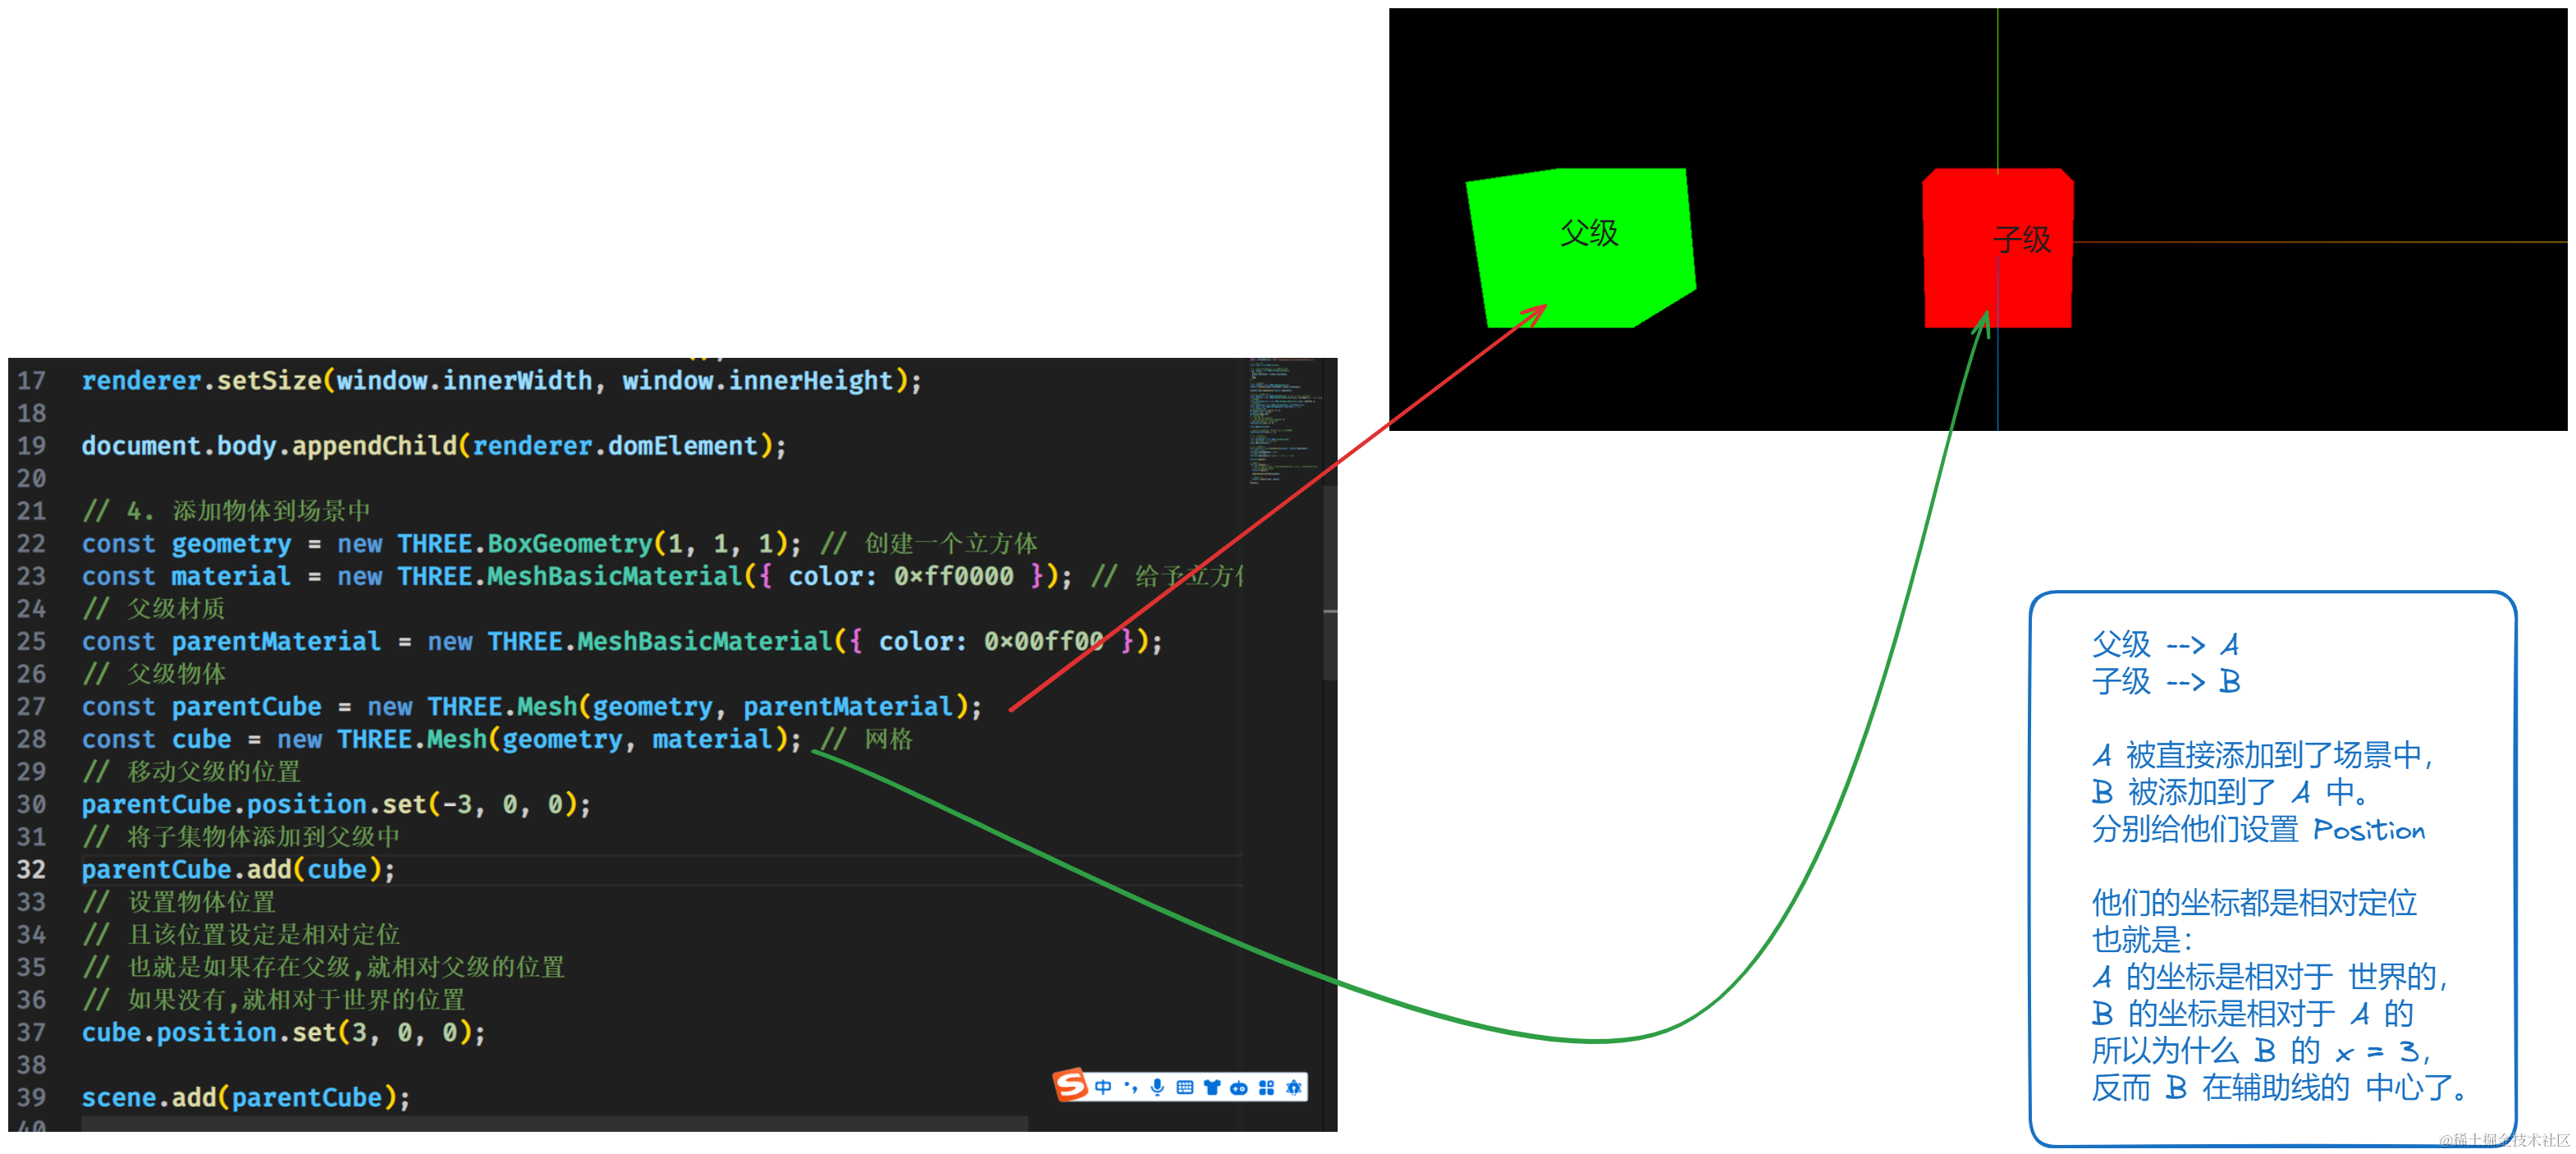 父级
子级
17 renderer.setSize(window.innerWidth, window.innerHeight);
18
19 document.body.appendChild(renderer.domElement);
20
21 // 4. 添加物体到场景中
22 const geometry = new THREE.BoxGeometry(1, 1, 1); // 创建一个立方体
23 const material = new THREE.MeshBasicMaterial({ color: 0×ff0000 }); // 给予立方
24 // 父级材质
25 const parentMaterial = new THREE.MeshBasicMaterial({ color: 0×00ff00 });
26 // 父级物体
27 const parentCube = new THREE.Mesh(geometry, parentMaterial);
28 const cube = new THREE.Mesh(geometry, material); // 网格
29 // 移动父级的位置
30 parentCube.position.set(-3, 0, 0);
31 // 将子集物体添加到父级中
32 parentCube.add(cube);
33 // 设置物体位置
34 // 且该位置设定是相对定位
35 // 也就是如果存在父级,就相对父级的位置
36 // 如果没有,就相对于世界的位置
37 cube.position.set(3, 0, 0);
38
39 scene.add(parentCube);
40
中
父级 --> A
子级 --> B
A 被直接添加到了场景中,
B 被添加到了 A 中。
分别给他们设置 Position
他们的坐标都是相对定位
也就是:
A 的坐标是相对于 世界的,
B 的坐标是相对于 A 的
所以为什么 B 的 x = 3,
反而 B 在辅助线的 中心了。
@稀土掘金技术社区